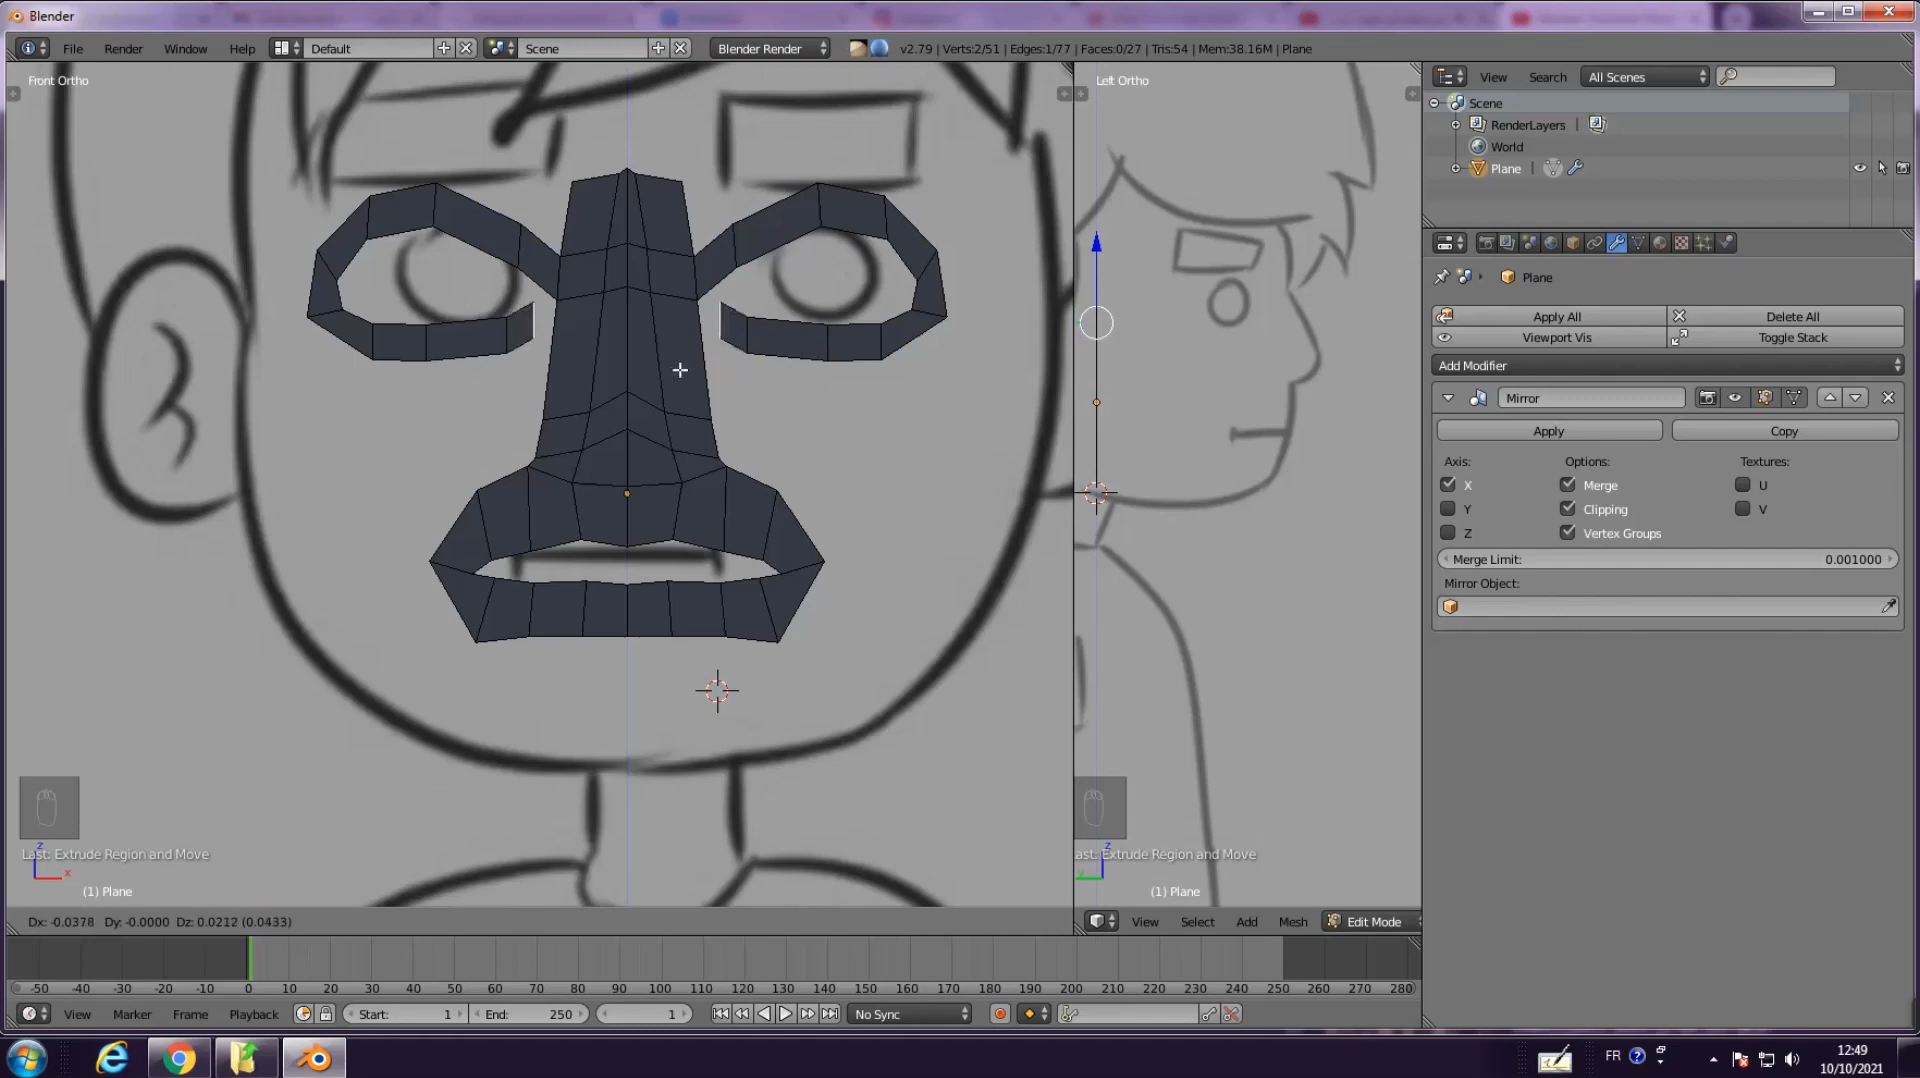 Blender
File Render Window Help Default Scene Blender Render v2.79 | Verts:2/51 | Edges:1/77 | Faces:0/27 | Tris:54 | Mem:38.16M | Plane
Front Ortho
Left Ortho
View Search All Scenes
Scene
RenderLayers
World
Plane
Plane
Apply All Delete All
Viewport Vis Toggle Stack
Add Modifier
Mirror
Apply Copy
Axis: Options: Textures:
X Merge U
Y Clipping V
Z Vertex Groups
Merge Limit: 0.001000
Mirror Object:
Last: Extrude Region and Move
ast: Extrude Region and Move
z
x
z
y
(1) Plane
(1) Plane
Dx: -0.0378 Dy: -0.0000 Dz: 0.0212 (0.0433)
View Select Add Mesh Edit Mode
-50 -40 -30 -20 -10 0 10 20 30 40 50 60 70 80 90 100 110 120 130 140 150 160 170 180 190 200 210 220 230 240 250 260 270 280
View Marker Frame Playback Start: 1 End: 250 1 No Sync
FR
12:49
10/10/2021